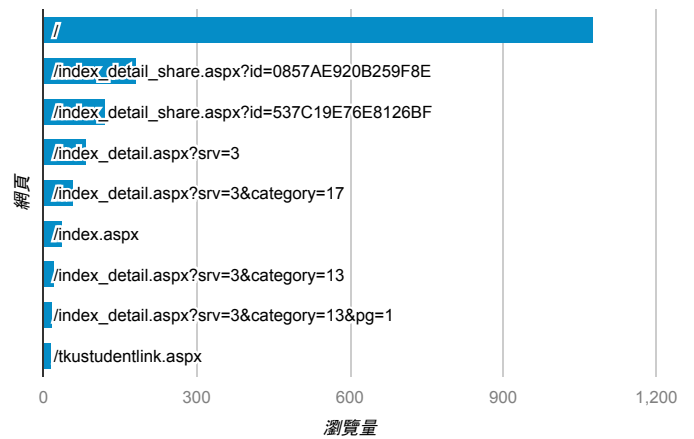 /
/index_detail_share.aspx?id=0857AE920B259F8E
/index_detail_share.aspx?id=537C19E76E8126BF
/index_detail.aspx?srv=3
/index_detail.aspx?srv=3&category=17
/index.aspx
/index_detail.aspx?srv=3&category=13
/index_detail.aspx?srv=3&category=13&pg=1
/tkustudentlink.aspx
網頁
0 300 600 900 1,200
瀏覽量